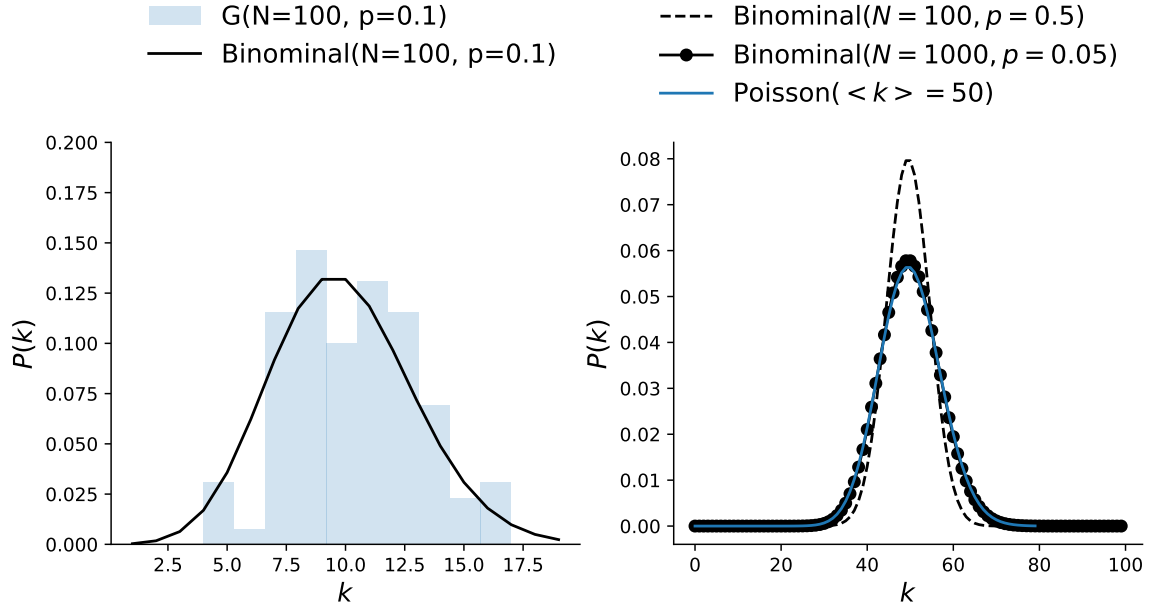 G(N=100, p=0.1)
Binominal(N=100, p=0.1)
Binominal(N = 100, p = 0.5)
Binominal(N = 1000, p = 0.05)
Poisson( < k > = 50)
P(k)
0.200
0.175
0.150
0.125
0.100
0.075
0.050
0.025
0.000
2.5 5.0 7.5 10.0 12.5 15.0 17.5
k
P(k)
0.08
0.07
0.06
0.05
0.04
0.03
0.02
0.01
0.00
0 20 40 60 80 100
k